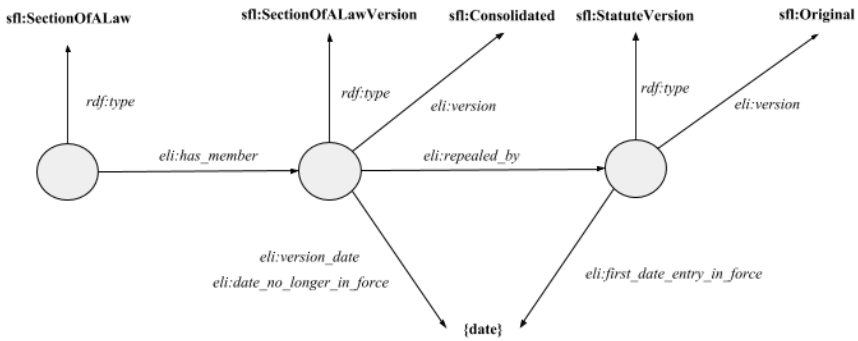 sfl:SectionOfALaw
sfl:SectionOfALawVersion
sfl:Consolidated
sfl:StatuteVersion
sfl:Original
rdf:type
rdf:type
eli:version
rdf:type
eli:version
eli:has_member
eli:repealed_by
eli:version_date
eli:date_no_longer_in_force
eli:first_date_entry_in_force
{date}